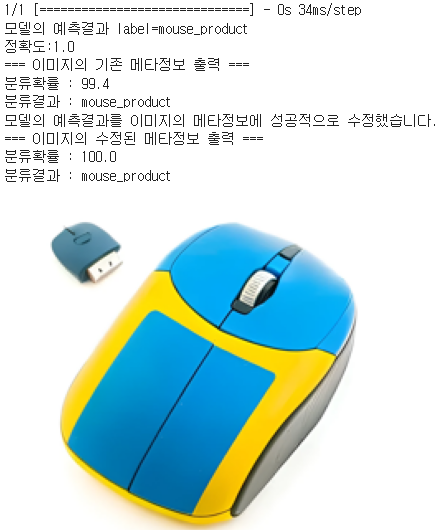 1/1 [==============================] - 0s 34ms/step
모델의 예측결과 label=mouse_product
정확도:1.0
=== 이미지의 기존 메타정보 출력 ===
분류확률 : 99.4
분류결과 : mouse_product
모델의 예측결과를 이미지의 메타정보에 성공적으로 수정했습니다.
=== 이미지의 수정된 메타정보 출력 ===
분류확률 : 100.0
분류결과 : mouse_product